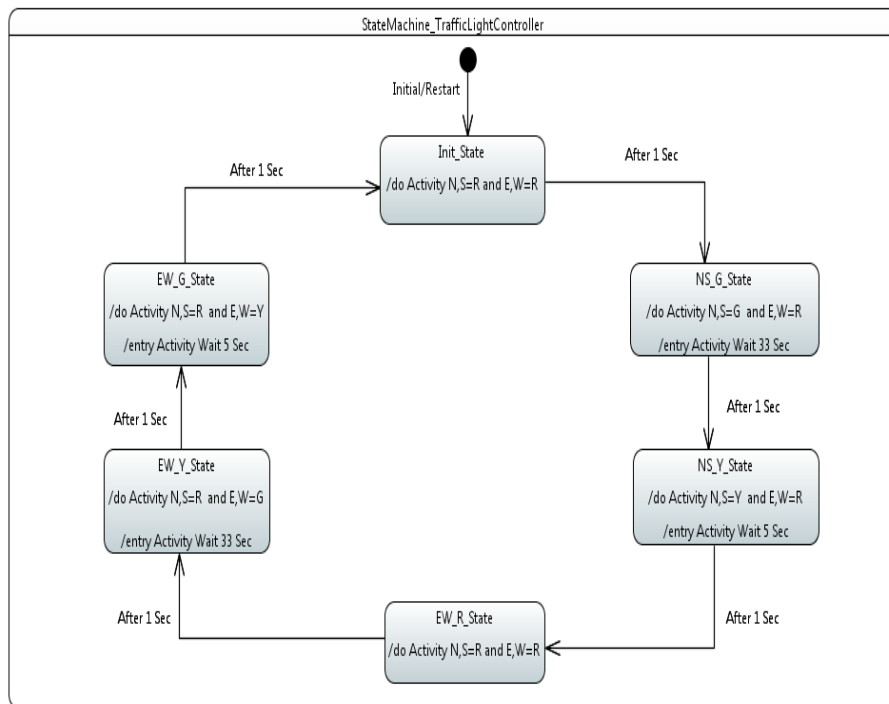 StateMachine_TrafficLightController
Initial/Restart
Init_State
/do Activity N,S=R and E,W=R
After 1 Sec
After 1 Sec
EW_G_State
/do Activity N,S=R and E,W=Y
/entry Activity Wait 5 Sec
NS_G_State
/do Activity N,S=G and E,W=R
/entry Activity Wait 33 Sec
After 1 Sec
After 1 Sec
EW_Y_State
/do Activity N,S=R and E,W=G
/entry Activity Wait 33 Sec
NS_Y_State
/do Activity N,S=Y and E,W=R
/entry Activity Wait 5 Sec
After 1 Sec
After 1 Sec
EW_R_State
/do Activity N,S=R and E,W=R